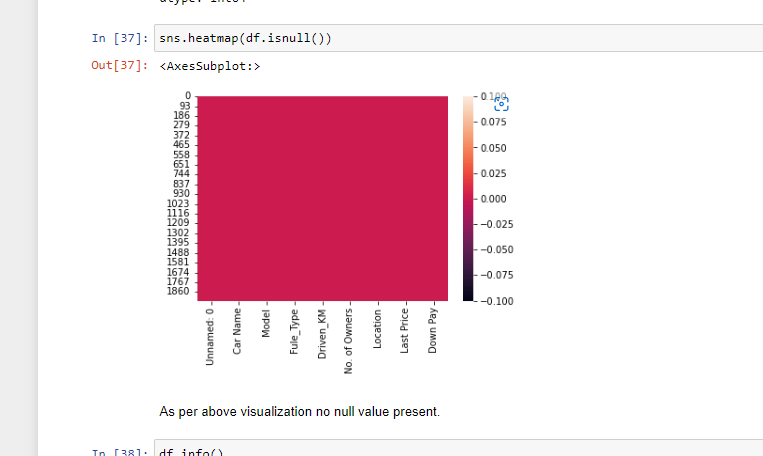 In [37]: sns.heatmap(df.isnull())
Out[37]: <AxesSubplot:>
0
93
186
279
372
465
558
651
744
837
930
1023
1116
1209
1302
1395
1488
1581
1674
1767
1860
0.100
0.075
0.050
0.025
0.000
−0.025
−0.050
−0.075
−0.100
Unnamed: 0
Car Name
Model
Fule_Type
Driven_KM
No. of Owners
Location
Last Price
Down Pay
As per above visualization no null value present.
In [38]: df.info()